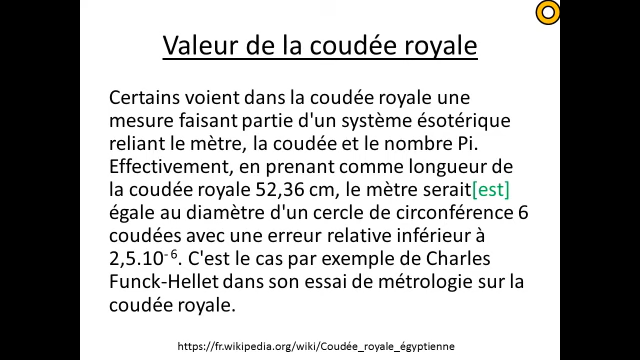 Valeur de la coudée royale
Certains voient dans la coudée royale une
mesure faisant partie d'un système ésotérique
reliant le mètre, la coudée et le nombre Pi.
Effectivement, en prenant comme longueur de
la coudée royale 52,36 cm, le mètre serait[est]
égale au diamètre d'un cercle de circonférence 6
coudées avec une erreur relative inférieur à
2,5.10⁻⁶. C'est le cas par exemple de Charles
Funck-Hellet dans son essai de métrologie sur la
coudée royale.
https://fr.wikipedia.org/wiki/Coudée_royale_égyptienne